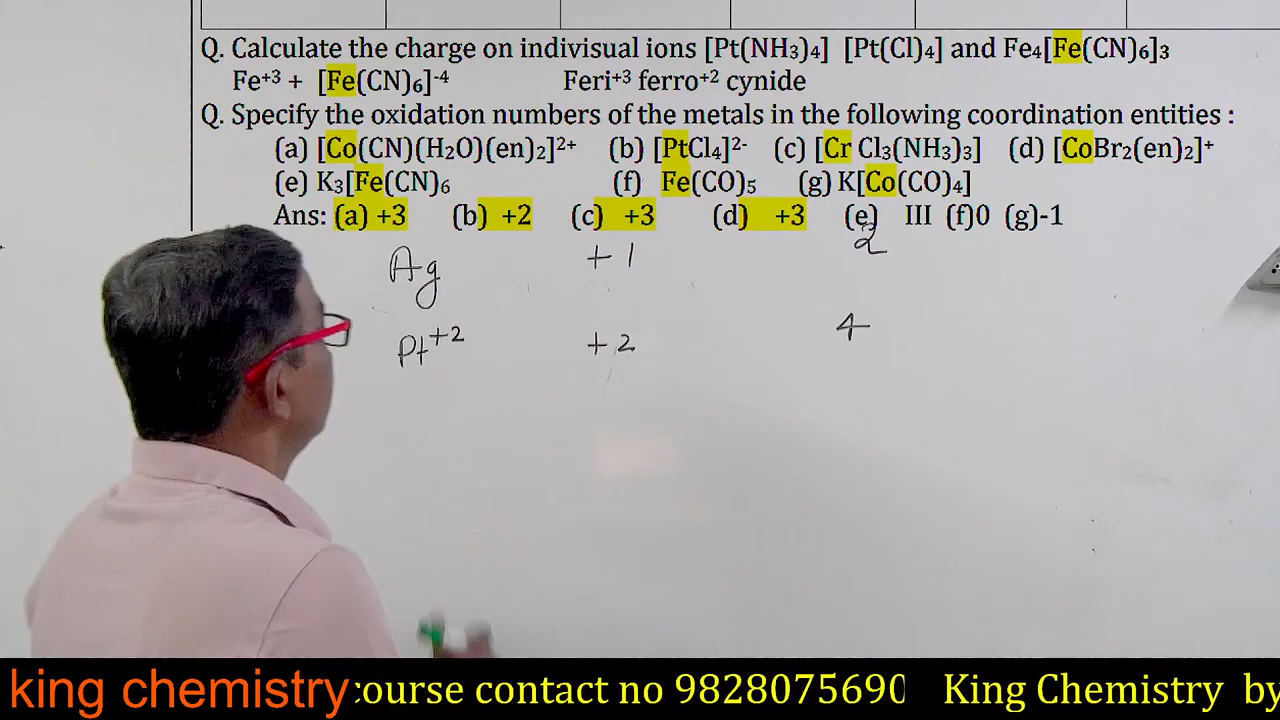 Q. Calculate the charge on indivisual ions [Pt(NH₃)₄] [Pt(Cl)₄] and Fe₄[Fe(CN)₆]₃
Fe⁺³ + [Fe(CN)₆]⁻⁴ Feri⁺³ ferro⁺² cynide
Q. Specify the oxidation numbers of the metals in the following coordination entities :
(a) [Co(CN)(H₂O)(en)₂]²⁺ (b) [PtCl₄]²⁻ (c) [Cr Cl₃(NH₃)₃] (d) [CoBr₂(en)₂]⁺
(e) K₃[Fe(CN)₆ (f) Fe(CO)₅ (g) K[Co(CO)₄]
Ans: (a) +3 (b) +2 (c) +3 (d) +3 (e) III (f)0 (g)-1
Ag +1 2
Pt⁺² +2 4
king chemistry course contact no 9828075690 King Chemistry by